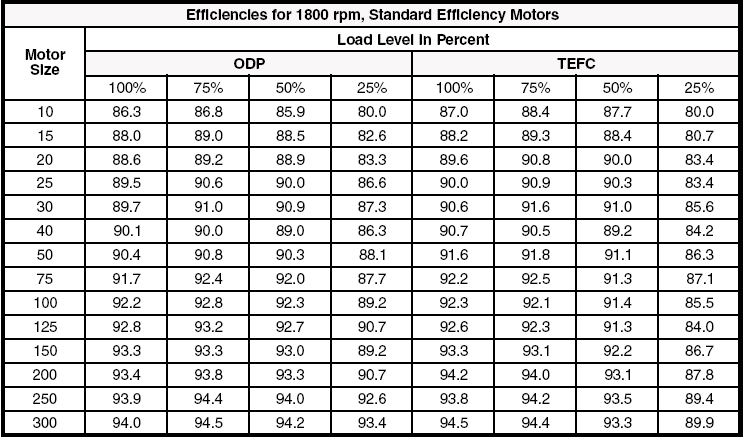 Efficiencies for 1800 rpm, Standard Efficiency Motors
Motor Size Load Level In Percent
ODP TEFC
100% 75% 50% 25% 100% 75% 50% 25%
10 86.3 86.8 85.9 80.0 87.0 88.4 87.7 80.0
15 88.0 89.0 88.5 82.6 88.2 89.3 88.4 80.7
20 88.6 89.2 88.9 83.3 89.6 90.8 90.0 83.4
25 89.5 90.6 90.0 86.6 90.0 90.9 90.3 83.4
30 89.7 91.0 90.9 87.3 90.6 91.6 91.0 85.6
40 90.1 90.0 89.0 86.3 90.7 90.5 89.2 84.2
50 90.4 90.8 90.3 88.1 91.6 91.8 91.1 86.3
75 91.7 92.4 92.0 87.7 92.2 92.5 91.3 87.1
100 92.2 92.8 92.3 89.2 92.3 92.1 91.4 85.5
125 92.8 93.2 92.7 90.7 92.6 92.3 91.3 84.0
150 93.3 93.3 93.0 89.2 93.3 93.1 92.2 86.7
200 93.4 93.8 93.3 90.7 94.2 94.0 93.1 87.8
250 93.9 94.4 94.0 92.6 93.8 94.2 93.5 89.4
300 94.0 94.5 94.2 93.4 94.5 94.4 93.3 89.9